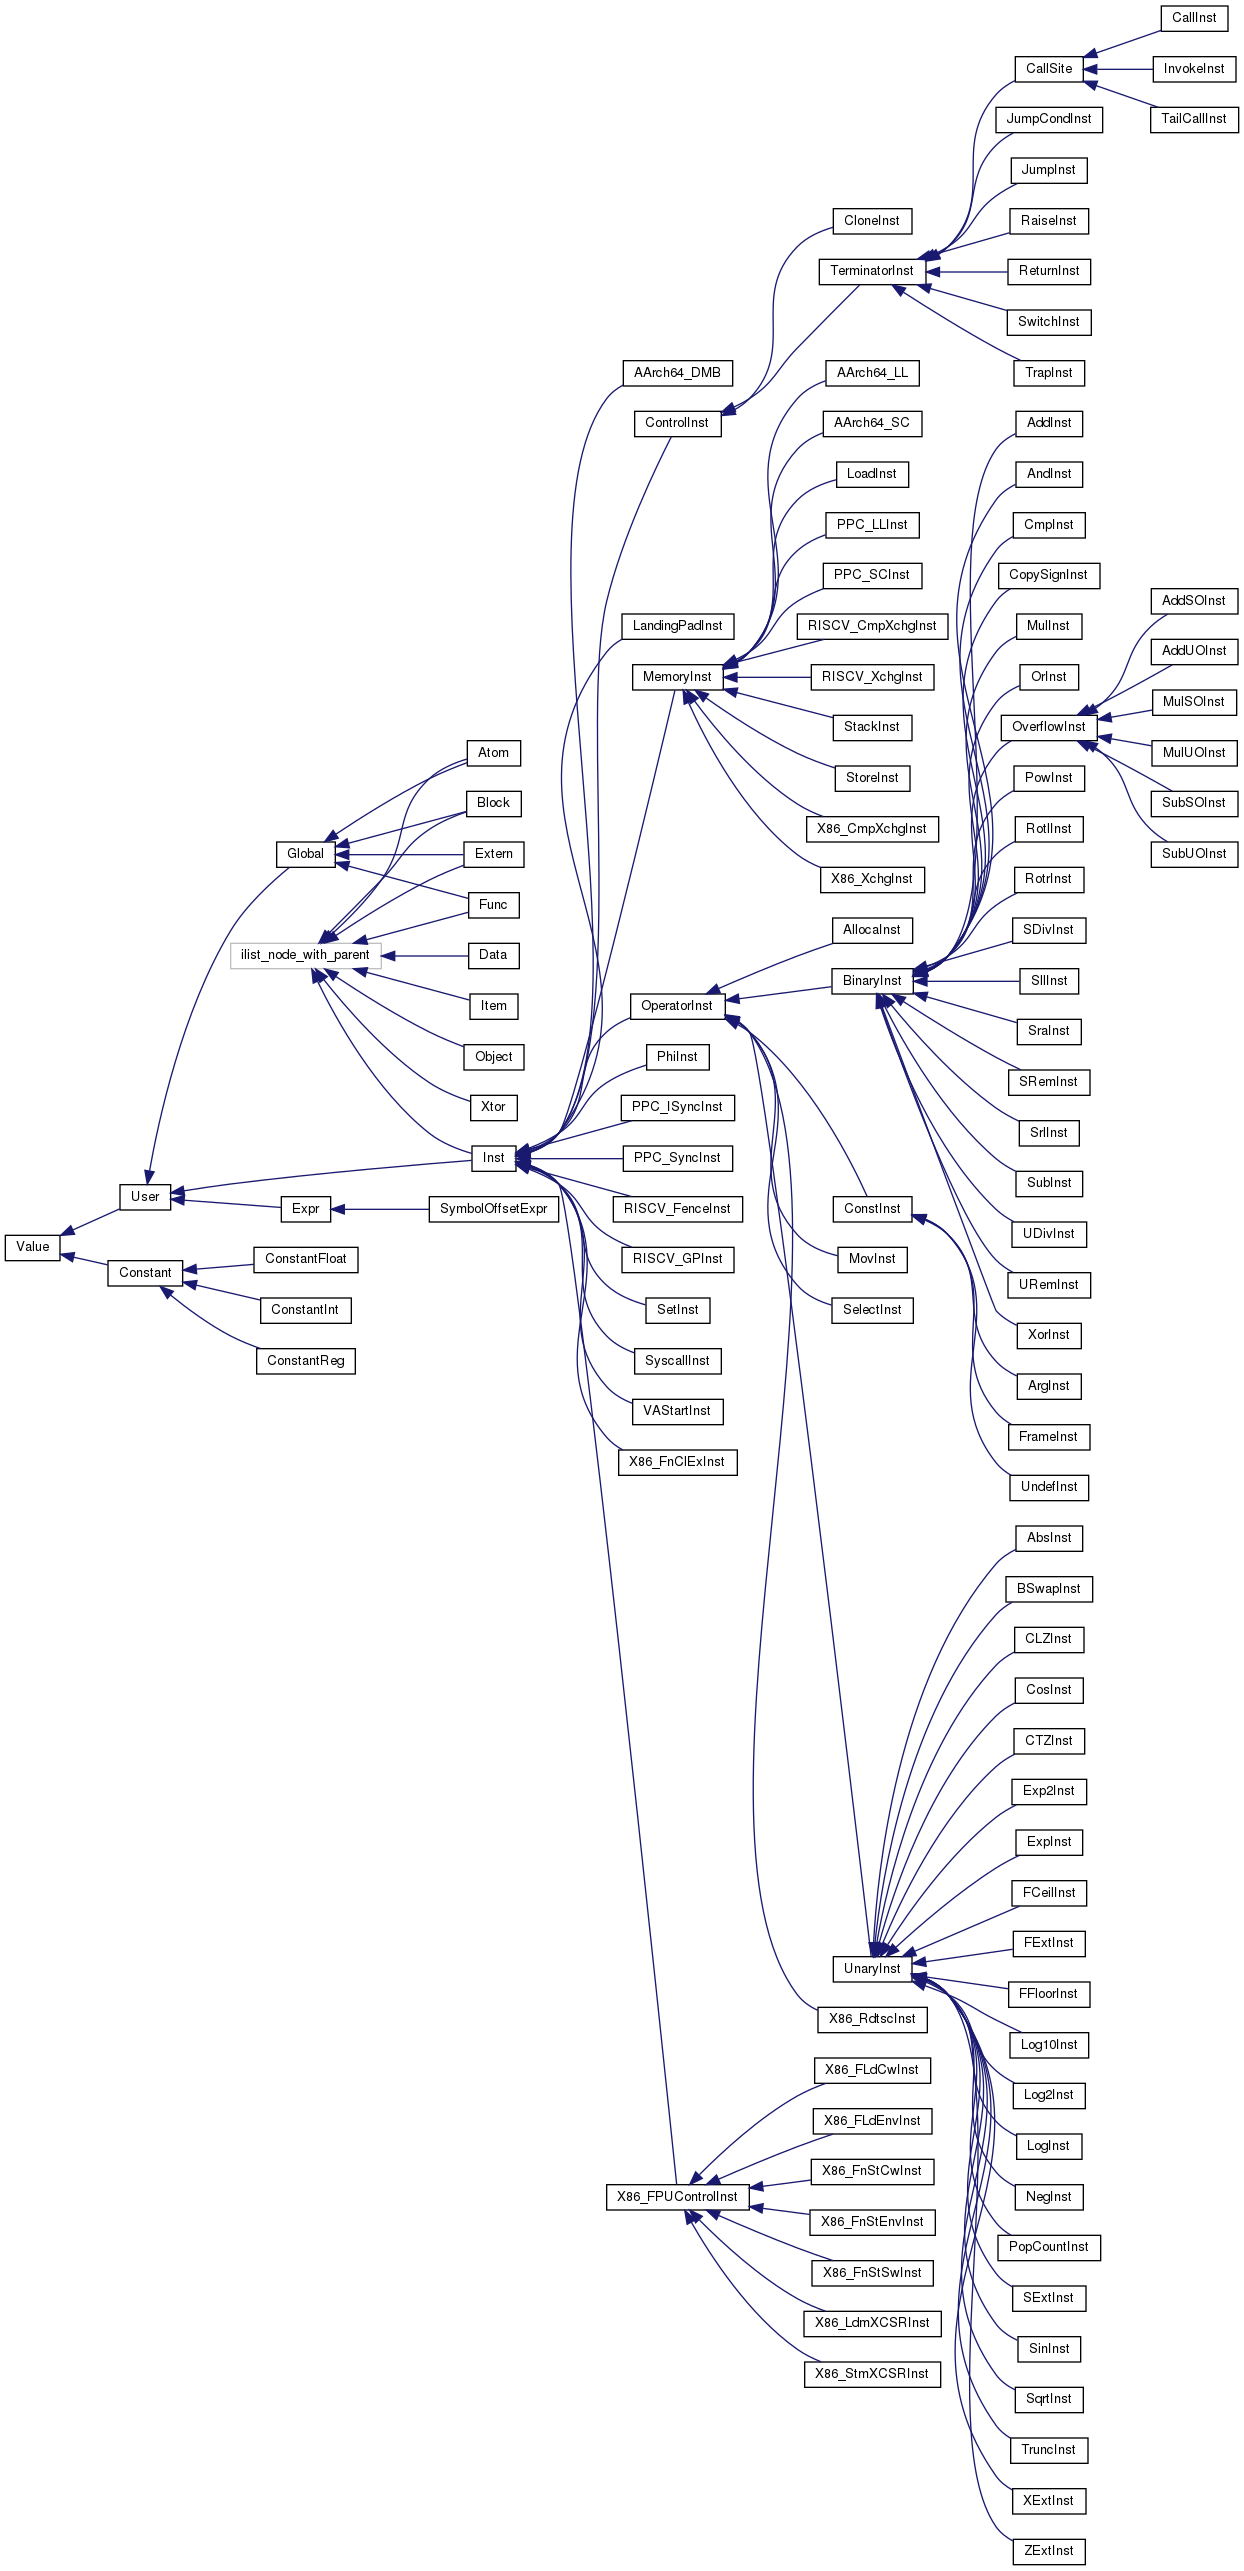 CallInst
CallSite
InvokeInst
JumpCondInst
TailCallInst
JumpInst
CloneInst
RaiseInst
TerminatorInst
ReturnInst
SwitchInst
AArch64_DMB
AArch64_LL
TrapInst
ControlInst
AArch64_SC
AddInst
LoadInst
AndInst
PPC_LLInst
CmpInst
PPC_SCInst
CopySignInst
AddSOInst
LandingPadInst
RISCV_CmpXchgInst
MulInst
AddUOInst
MemoryInst
RISCV_XchgInst
OrInst
MulSOInst
StackInst
OverflowInst
Atom
MulUOInst
StoreInst
PowInst
Block
SubSOInst
X86_CmpXchgInst
RotlInst
Global
Extern
SubUOInst
X86_XchgInst
RotrInst
Func
AllocaInst
SDivInst
ilist_node_with_parent
Data
BinaryInst
SllInst
Item
OperatorInst
SraInst
Object
PhiInst
SRemInst
Xtor
PPC_ISyncInst
SrlInst
Inst
PPC_SyncInst
SubInst
User
Expr
SymbolOffsetExpr
RISCV_FenceInst
ConstInst
UDivInst
Value
Constant
ConstantFloat
RISCV_GPInst
MovInst
URemInst
ConstantInt
SetInst
SelectInst
XorInst
ConstantReg
SyscallInst
ArgInst
VAStartInst
FrameInst
X86_FnClExInst
UndefInst
AbsInst
BSwapInst
CLZInst
CosInst
CTZInst
Exp2Inst
ExpInst
FCeilInst
FExtInst
UnaryInst
FFloorInst
X86_RdtscInst
Log10Inst
X86_FLdCwInst
Log2Inst
X86_FLdEnvInst
LogInst
X86_FnStCwInst
X86_FPUControlInst
NegInst
X86_FnStEnvInst
PopCountInst
X86_FnStSwInst
SExtInst
X86_LdmXCSRInst
SinInst
X86_StmXCSRInst
SqrtInst
TruncInst
XExtInst
ZExtInst